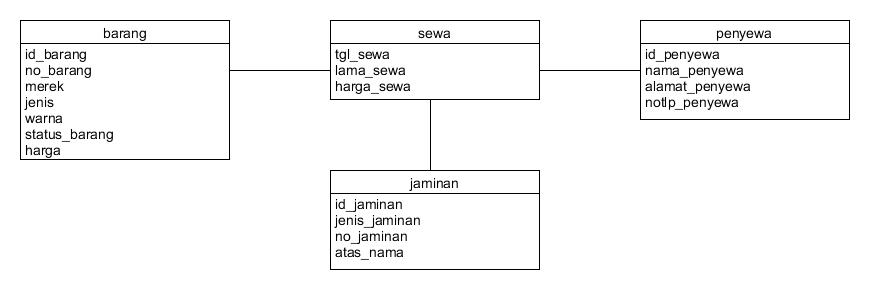 barang
id_barang
no_barang
merek
jenis
warna
status_barang
harga
sewa
tgl_sewa
lama_sewa
harga_sewa
penyewa
id_penyewa
nama_penyewa
alamat_penyewa
notlp_penyewa
jaminan
id_jaminan
jenis_jaminan
no_jaminan
atas_nama